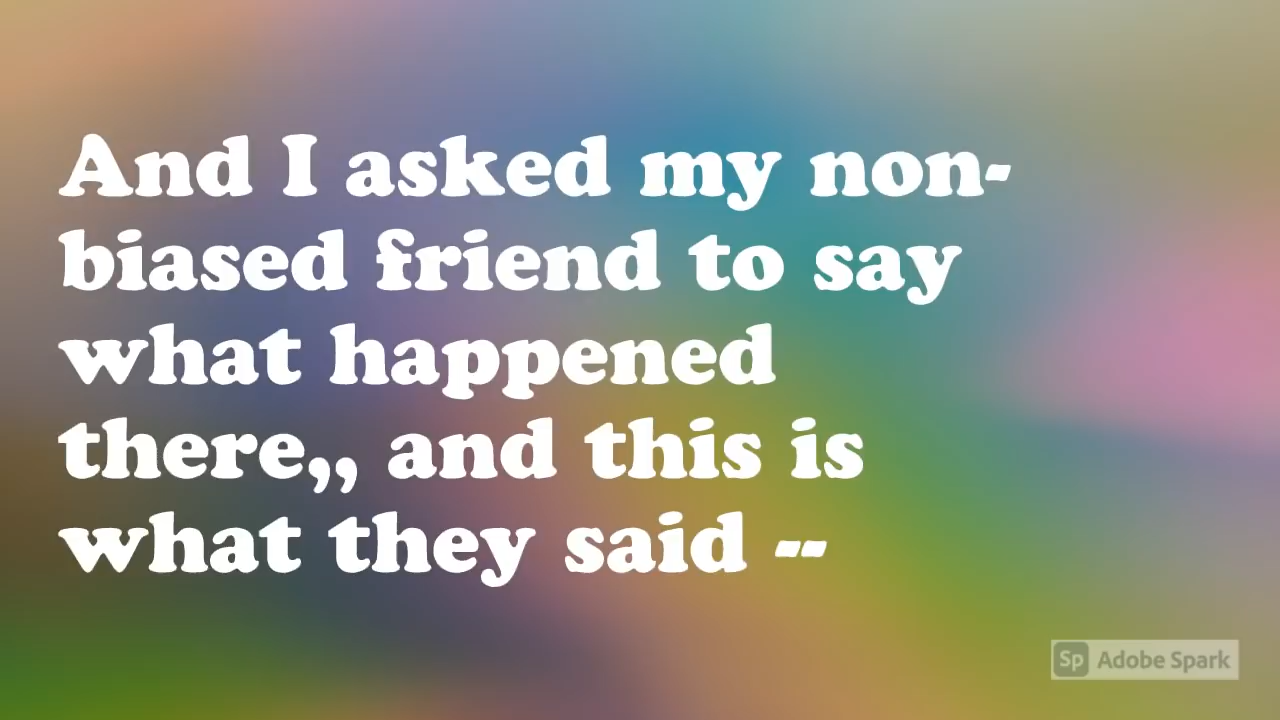 And I asked my non-
biased friend to say
what happened
there,, and this is
what they said --
Sp Adobe Spark